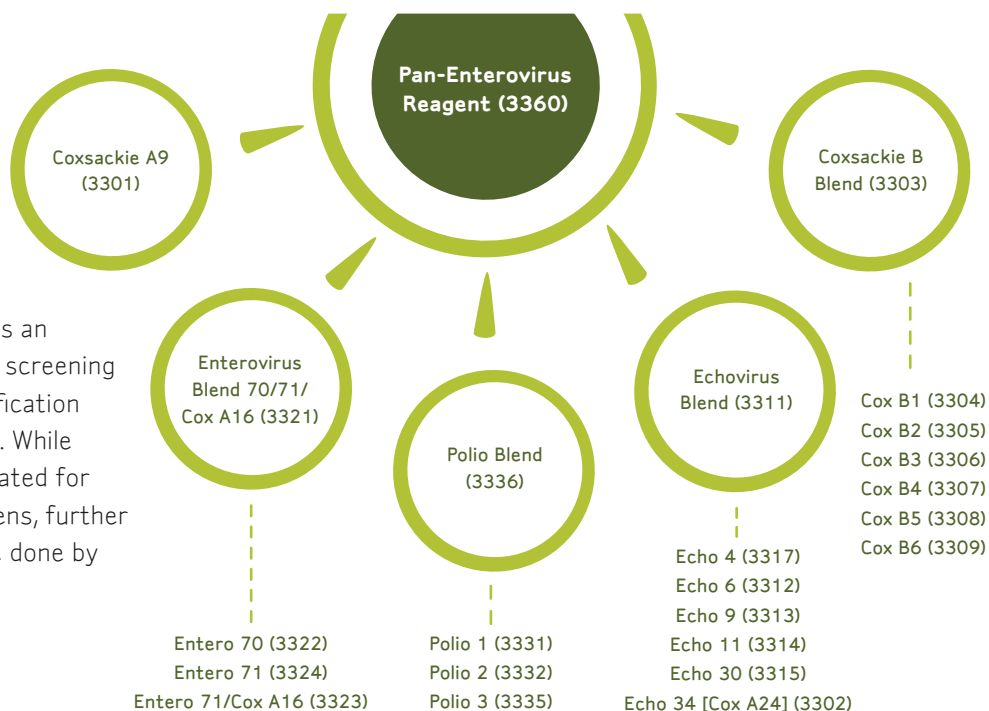 Pan-Enterovirus
Reagent (3360)
Coxsackie A9
(3301)
Coxsackie B
Blend (3303)
s an
screening
fication
. While
ated for
ens, further
done by
Enterovirus
Blend 70/71/
Cox A16 (3321)
Polio Blend
(3336)
Echovirus
Blend (3311)
Cox B1 (3304)
Cox B2 (3305)
Cox B3 (3306)
Cox B4 (3307)
Cox B5 (3308)
Cox B6 (3309)
Entero 70 (3322)
Entero 71 (3324)
Entero 71/Cox A16 (3323)
Polio 1 (3331)
Polio 2 (3332)
Polio 3 (3335)
Echo 4 (3317)
Echo 6 (3312)
Echo 9 (3313)
Echo 11 (3314)
Echo 30 (3315)
Echo 34 [Cox A24] (3302)